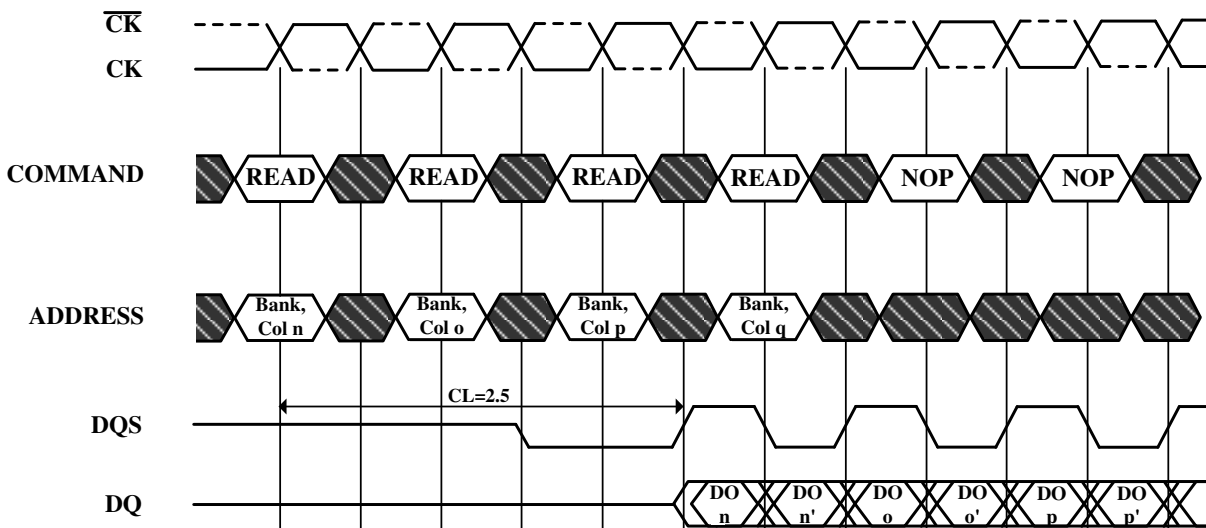 CK
CK
COMMAND
READ READ READ READ NOP NOP
ADDRESS
Bank, Col n
Bank, Col o
Bank, Col p
Bank, Col q
CL=2.5
DQS
DQ
DO n
DO n'
DO o
DO o'
DO p
DO p'